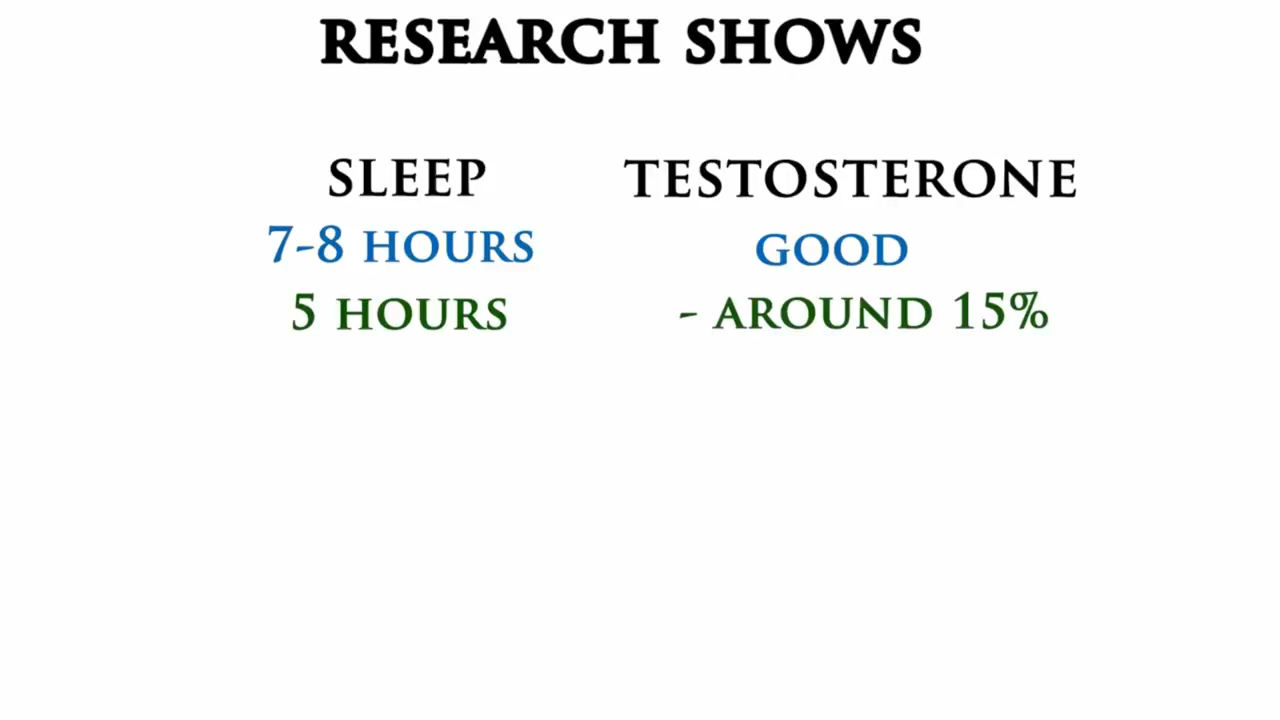 RESEARCH SHOWS
SLEEP TESTOSTERONE
7-8 HOURS GOOD
5 HOURS - AROUND 15%